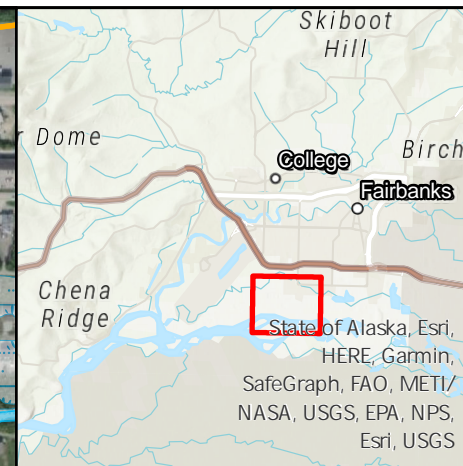 Skiboot
Hill
r Dome
College
Birch
Fairbanks
Chena
Ridge
State of Alaska, Esri,
HERE, Garmin,
SafeGraph, FAO, METI/
NASA, USGS, EPA, NPS,
Esri, USGS